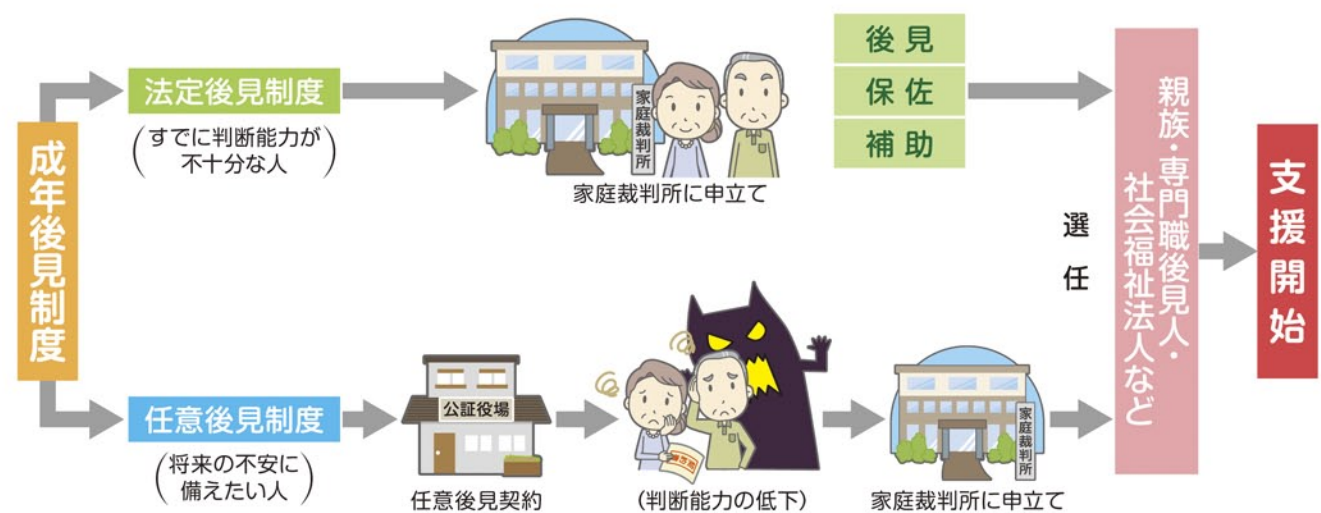 成年後見制度
法定後見制度
(すでに判断能力が
不十分な人)
家庭裁判所
家庭裁判所に申立て
後見
保佐
補助
任意後見制度
(将来の不安に
備えたい人)
公証役場
任意後見契約
(判断能力の低下)
家庭裁判所
家庭裁判所に申立て
選任
親族・専門職後見人・
社会福祉法人など
支援開始